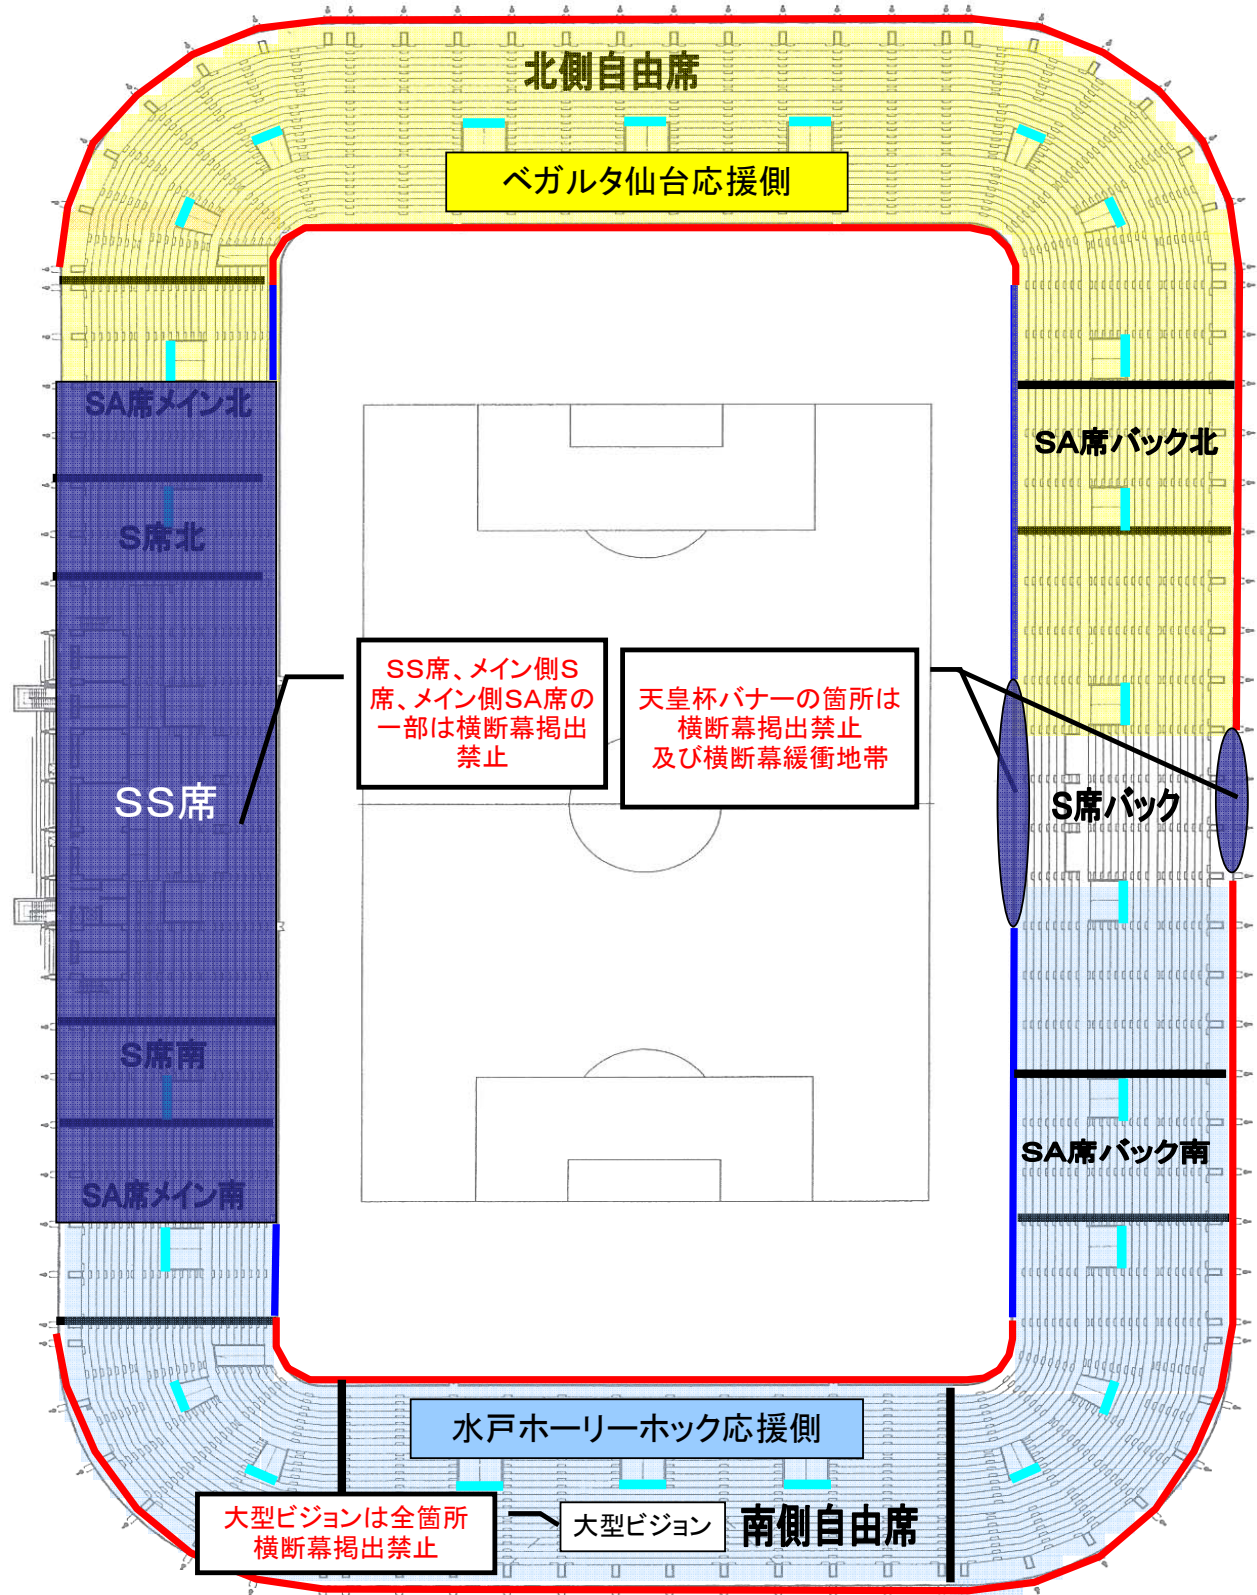 北側自由席
ベガルタ仙台応援側
SA席メイン北
SA席バック北
S席北
SS席、メイン側S
席、メイン側SA席の
一部は横断幕掲出
禁止
天皇杯バナーの箇所は
横断幕掲出禁止
及び横断幕緩衝地帯
SS席
S席バック
S席南
SA席バック南
SA席メイン南
水戸ホーリーホック応援側
大型ビジョンは全箇所
横断幕掲出禁止
大型ビジョン
南側自由席